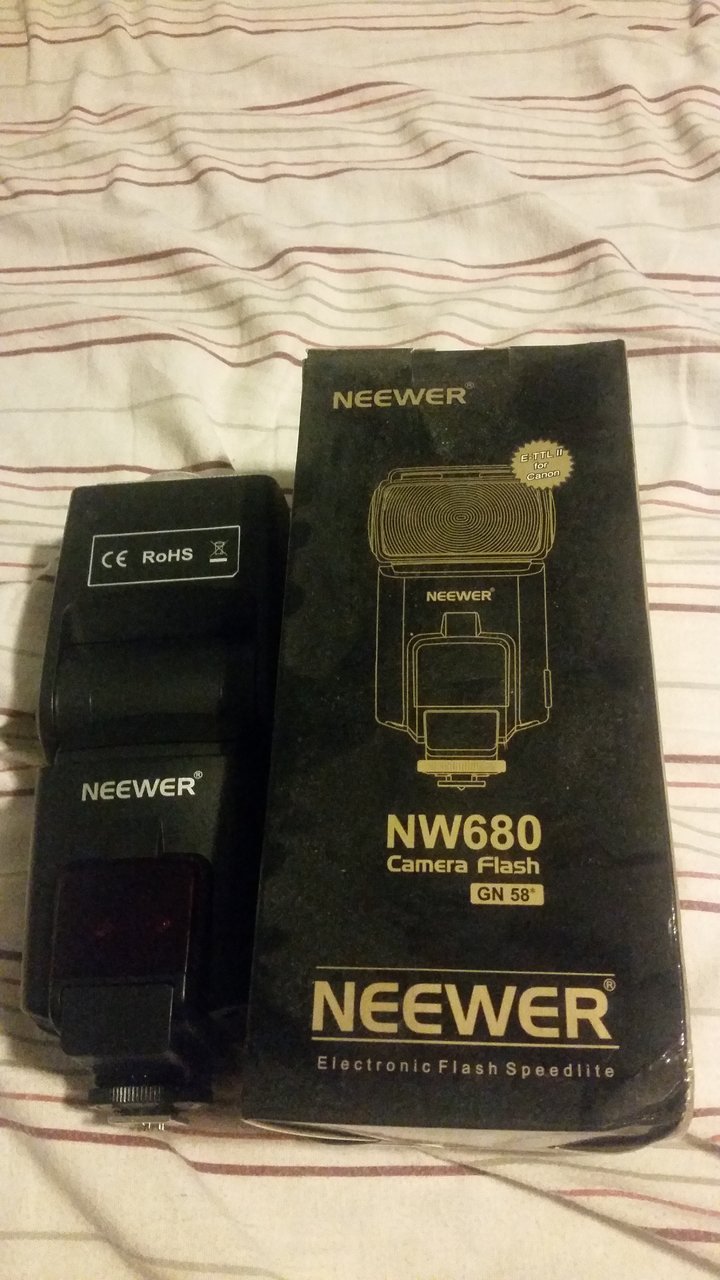 CE RoHS
NEEWER®
NEEWER®
E-TTL II
for
Canon
NEEWER®
NW680
Camera Flash
GN 58*
NEEWER®
Electronic Flash Speedlite